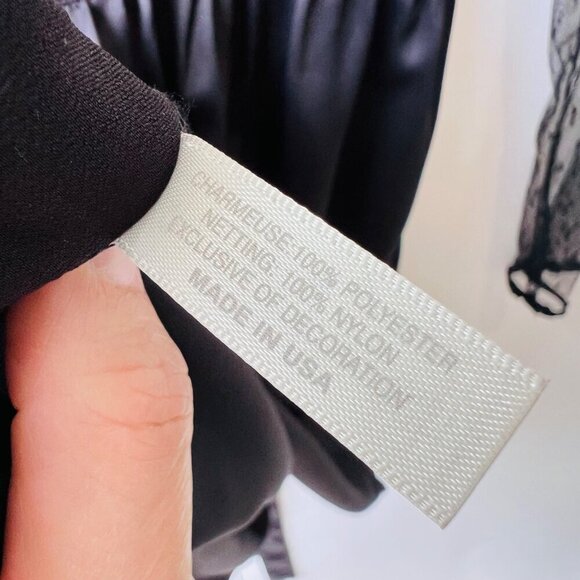 CHARMEUSE:100% POLYESTER
NETTING: 100% NYLON
EXCLUSIVE OF DECORATION
MADE IN USA